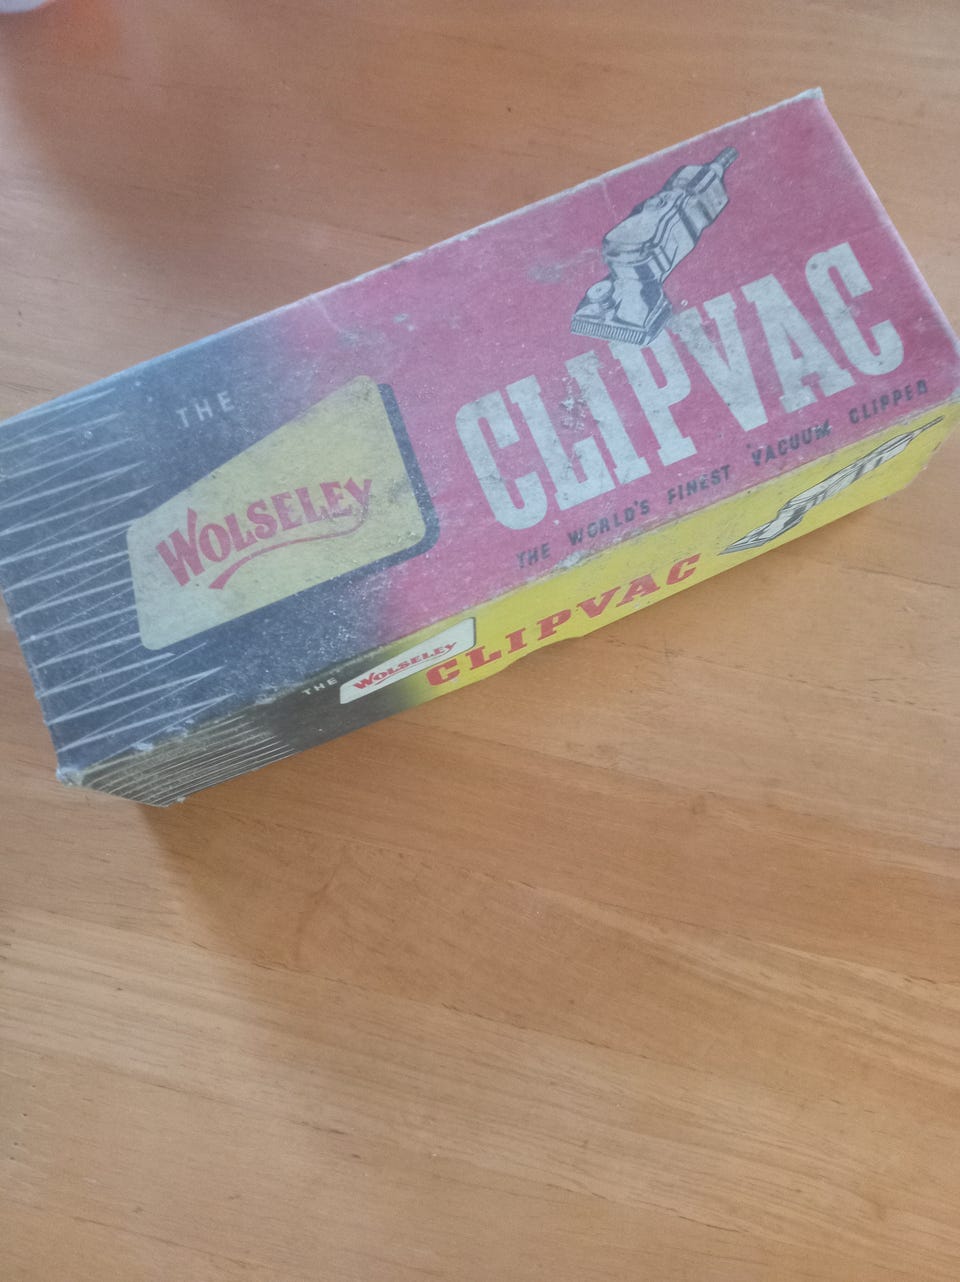 THE
WOLSELEY
CLIPVAC
THE WORLD'S FINEST VACUUM CLIPPER
THE WOLSELEY CLIPVAC